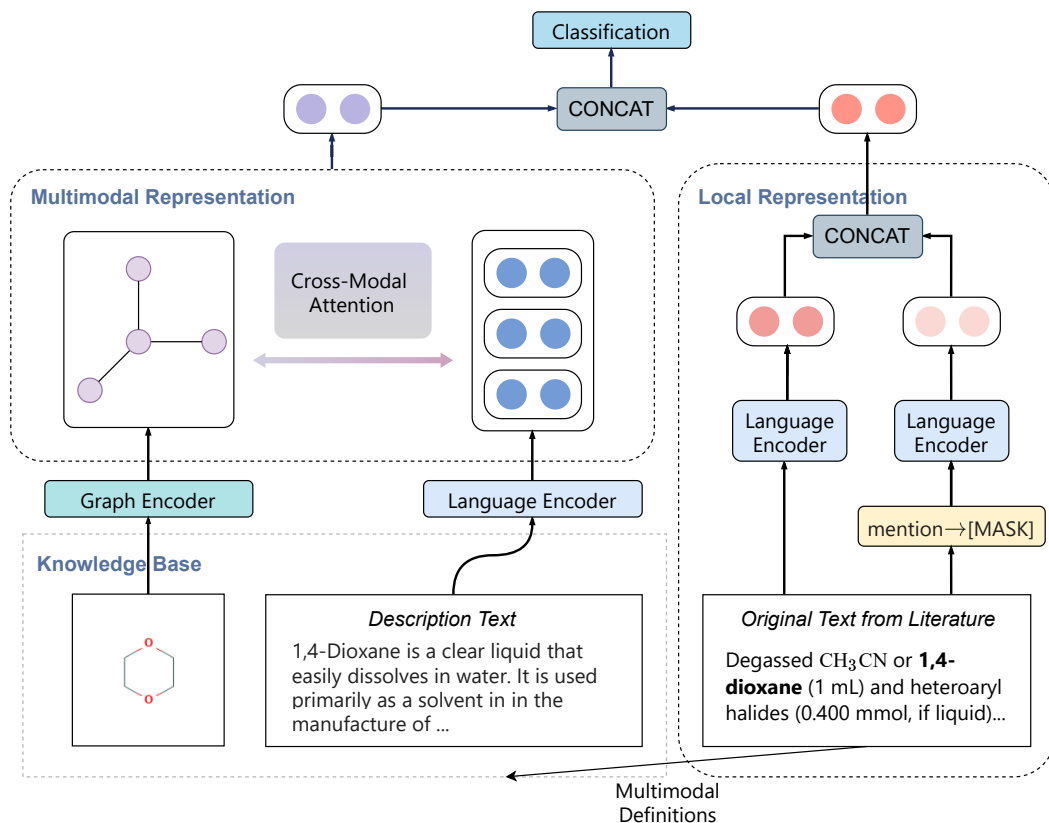 Classification
CONCAT
Multimodal Representation
Cross-Modal
Attention
Graph Encoder
Language Encoder
Knowledge Base
O
O
Description Text
1,4-Dioxane is a clear liquid that
easily dissolves in water. It is used
primarily as a solvent in in the
manufacture of ...
Local Representation
CONCAT
Language
Encoder
Language
Encoder
mention→[MASK]
Original Text from Literature
Degassed CH₃CN or 1,4-
dioxane (1 mL) and heteroaryl
halides (0.400 mmol, if liquid)...
Multimodal
Definitions